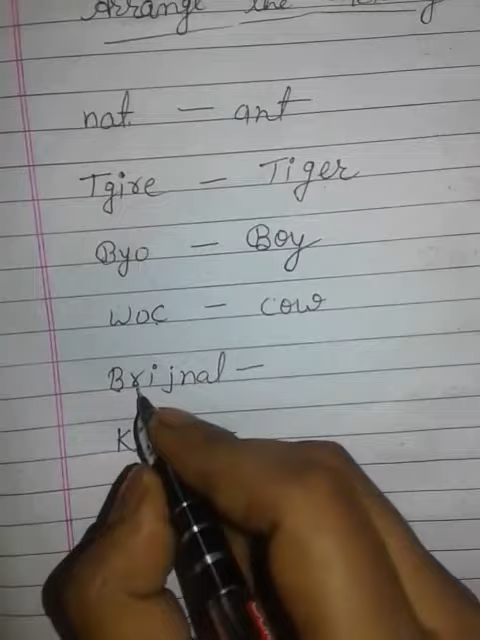 Arrange the
nat - ant
Tgire - Tiger
Byo - Boy
woc - cow
Brijnal -
K